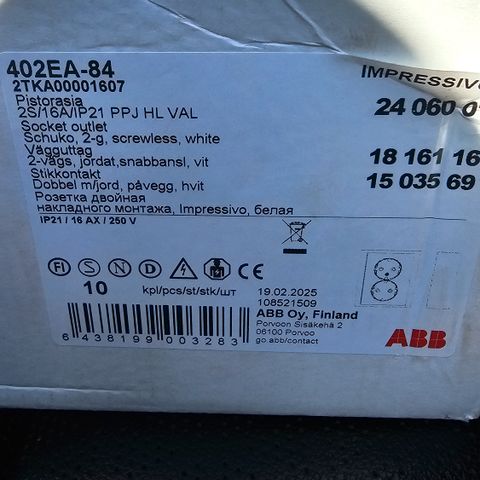 402EA-84
2TKA00001607
IMPRESSIVO
Pistorasia
2S/16A/IP21 PPJ HL VAL
24 060 0
Socket outlet
Schuko, 2-g, screwless, white
Vägguttag
2-vägs, jordat,snabbansl, vit
18 161 16
Stikkontakt
Dobbel m/jord, påvegg, hvit
15 035 69
Розетка двойная
накладного монтажа, Impressivo, белая
IP21 / 16 AX / 250 V
FI S N D CE
10 kpl/pcs/st/stk/шт
19.02.2025
108521509
ABB Oy, Finland
Porvoon Sisäkehä 2
06100 Porvoo
go.abb/contact
ABB
6 438199 003283